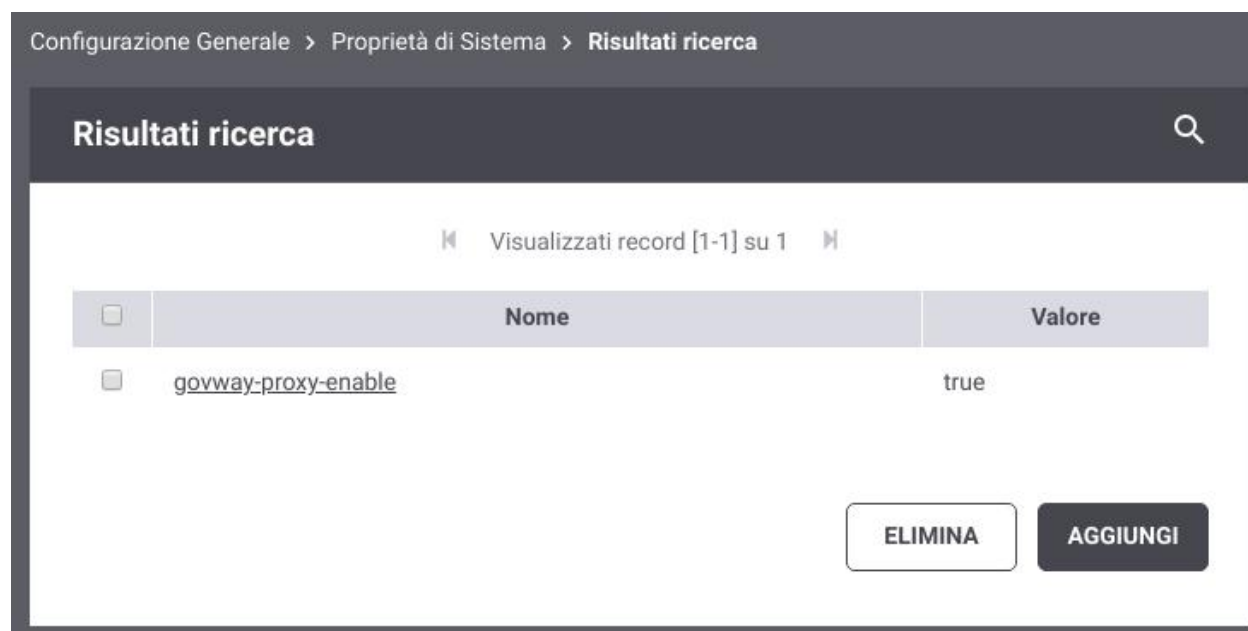 Configurazione Generale > Proprietà di Sistema > Risultati ricerca
Risultati ricerca
Visualizzati record [1-1] su 1
Nome Valore
govway-proxy-enable true
ELIMINA AGGIUNGI